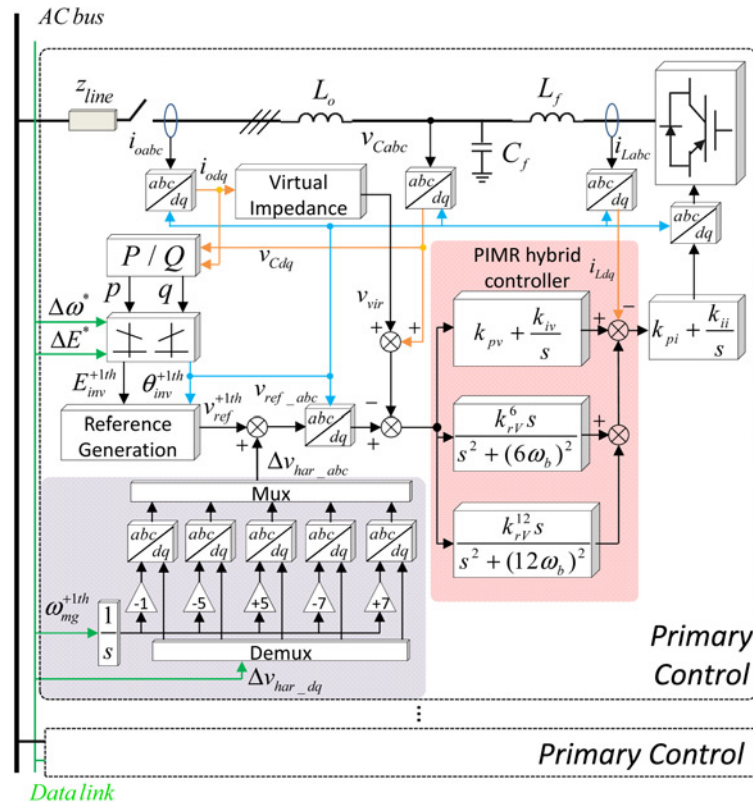 AC bus
z_line
L_o
L_f
i_oabc
v_Cabc
C_f
i_Labc
i_odq
abc
dq
Virtual
Impedance
abc
dq
abc
dq
abc
dq
P / Q
v_Cdq
PIMR hybrid
controller
i_Ldq
p
q
v_vir
Δω*
ΔE*
+
+
k_pv + k_iv / s
+
−
k_pi + k_ii / s
E_inv^+1th
θ_inv^+1th
Reference
Generation
v_ref^+1th
+
+
v_ref_abc
abc
dq
−
+
k_rV^6 s / s² + (6ω_b)²
+
Δv_har_abc
Mux
abc
dq
abc
dq
abc
dq
abc
dq
abc
dq
k_rV^12 s / s² + (12ω_b)²
ω_mg^+1th
1 / s
-1
-5
+5
-7
+7
Demux
Δv_har_dq
Primary
Control
Primary Control
Data link